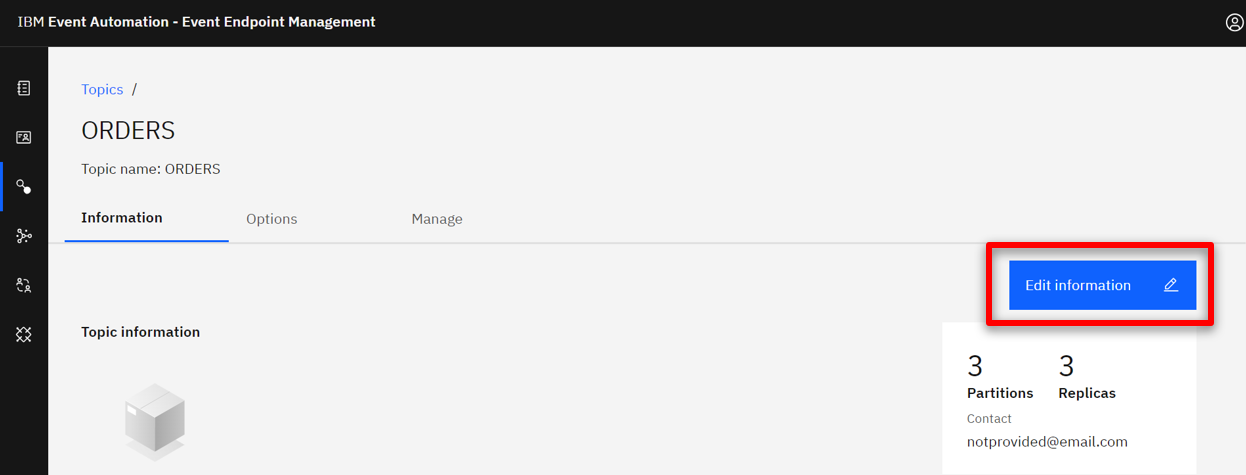 IBM Event Automation - Event Endpoint Management
Topics /
ORDERS
Topic name: ORDERS
Information Options Manage
Edit information
Topic information
3 3
Partitions Replicas
Contact
notprovided@email.com